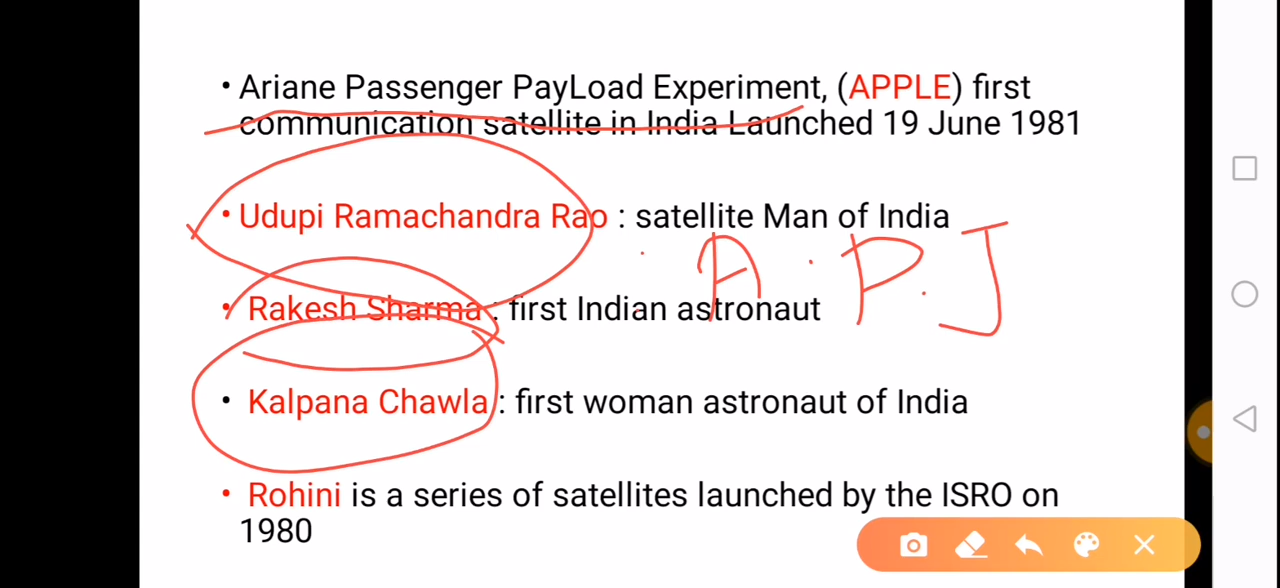 • Ariane Passenger PayLoad Experiment, (APPLE) first
communication satellite in India Launched 19 June 1981
• Udupi Ramachandra Rao : satellite Man of India
A. P. J
• Rakesh Sharma : first Indian astronaut
• Kalpana Chawla : first woman astronaut of India
• Rohini is a series of satellites launched by the ISRO on
1980